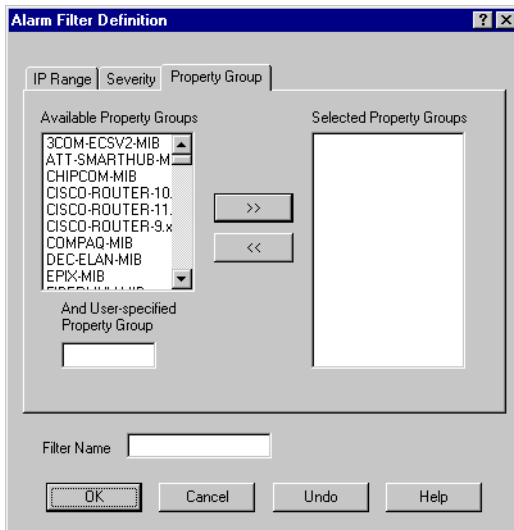 Alarm Filter Definition
IP Range Severity Property Group
Available Property Groups
Selected Property Groups
3COM-ECSV2-MIB
ATT-SMARTHUB-M
CHIPCOM-MIB
CISCO-ROUTER-10.
CISCO-ROUTER-11.
CISCO-ROUTER-9.x
COMPAQ-MIB
DEC-ELAN-MIB
EPIX-MIB
>>
<<
And User-specified
Property Group
Filter Name
OK Cancel Undo Help